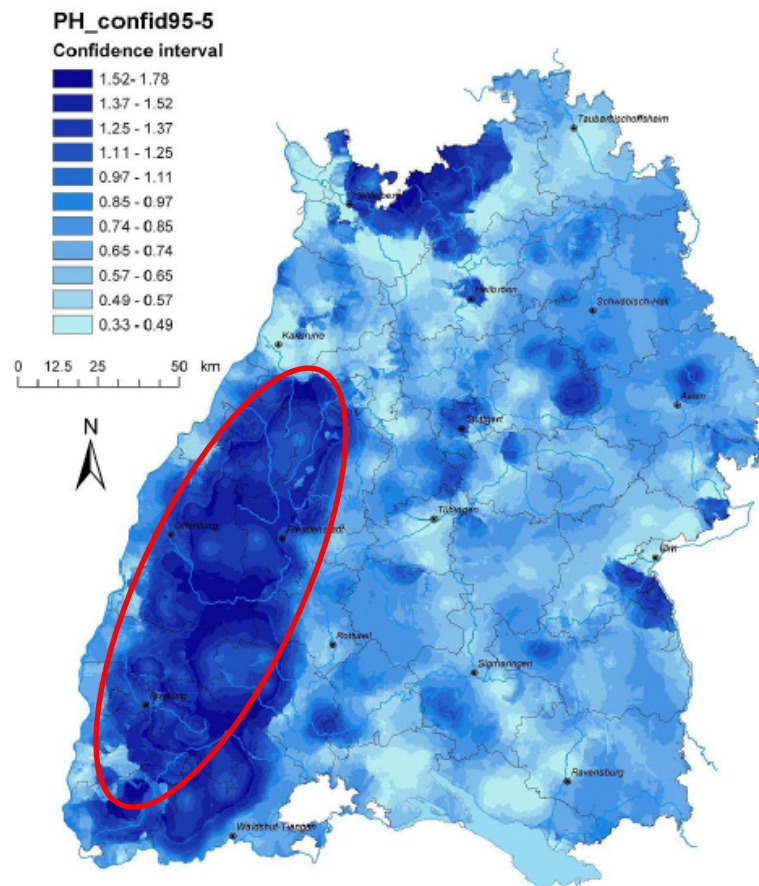 PH_confid95-5
Confidence interval
1.52- 1.78
1.37 - 1.52
1.25 - 1.37
1.11 - 1.25
0.97 - 1.11
0.85 - 0.97
0.74 - 0.85
0.65 - 0.74
0.57 - 0.65
0.49 - 0.57
0.33 - 0.49
0 12.5 25 50 km
N
Tauberbischoffsheim
Heidelberg
Heilbronn
Schwäbisch-Hall
Karlsruhe
Aalen
Stuttgart
Tübingen
Offenburg
Freudenstadt
Ulm
Rottweil
Sigmaringen
Freiburg
Ravensburg
Waldshut-Tiengen